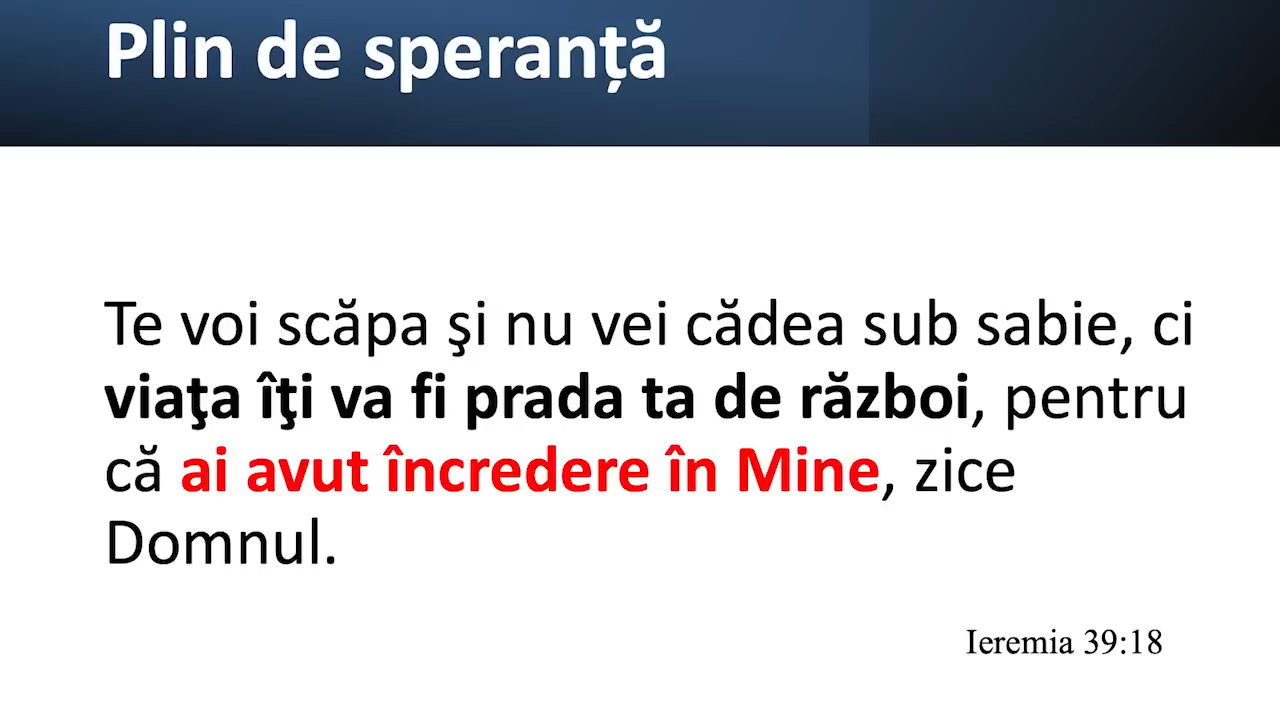 Plin de speranță
Te voi scăpa şi nu vei cădea sub sabie, ci
viaţa îţi va fi prada ta de război, pentru
că ai avut încredere în Mine, zice
Domnul.
Ieremia 39:18